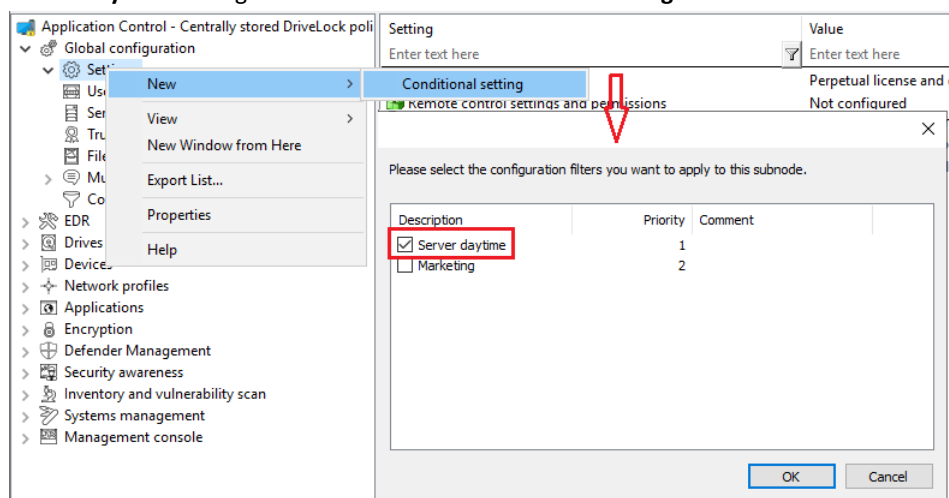 Application Control - Centrally stored DriveLock poli
Global configuration
Set
Us
Ser
Tru
File
Mu
Co
EDR
Drives
Devices
Network profiles
Applications
Encryption
Defender Management
Security awareness
Inventory and vulnerability scan
Systems management
Management console
New
View
New Window from Here
Export List...
Properties
Help
Conditional setting
Setting Value
Enter text here Enter text here
Perpetual license and
Remote control settings and permissions Not configured
Please select the configuration filters you want to apply to this subnode.
Description Priority Comment
Server daytime 1
Marketing 2
OK Cancel